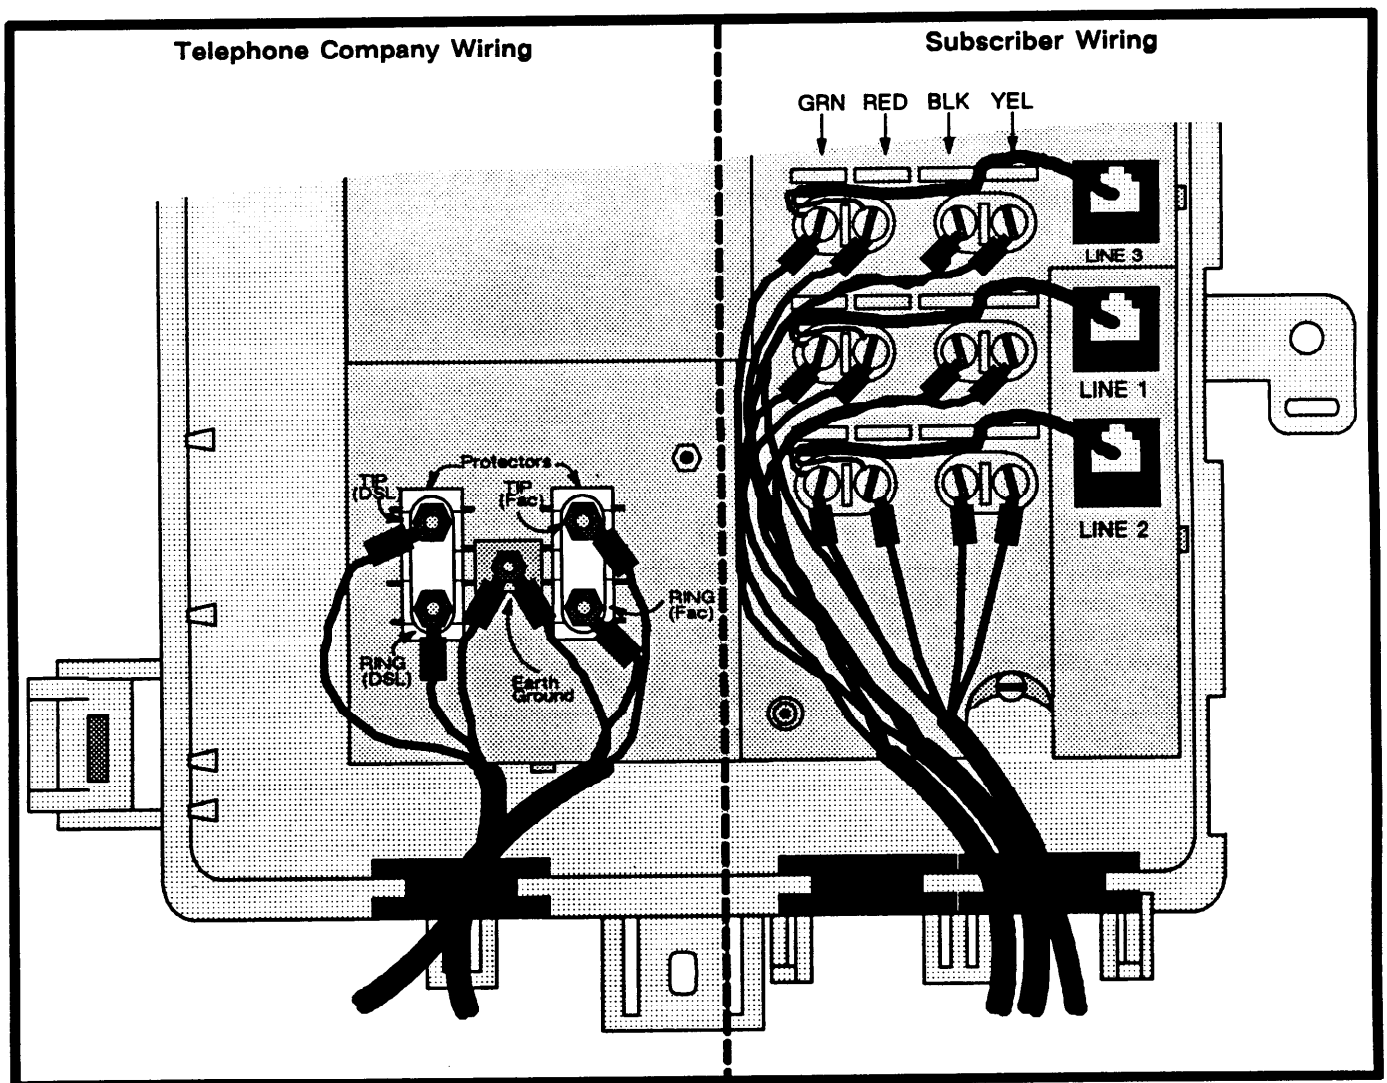 Telephone Company Wiring
Subscriber Wiring
GRN RED BLK YEL
LINE 3
LINE 1
LINE 2
Protectors
TIP
(DSL)
TIP
(Fac)
RING
(Fac)
RING
(DSL)
Earth
Ground